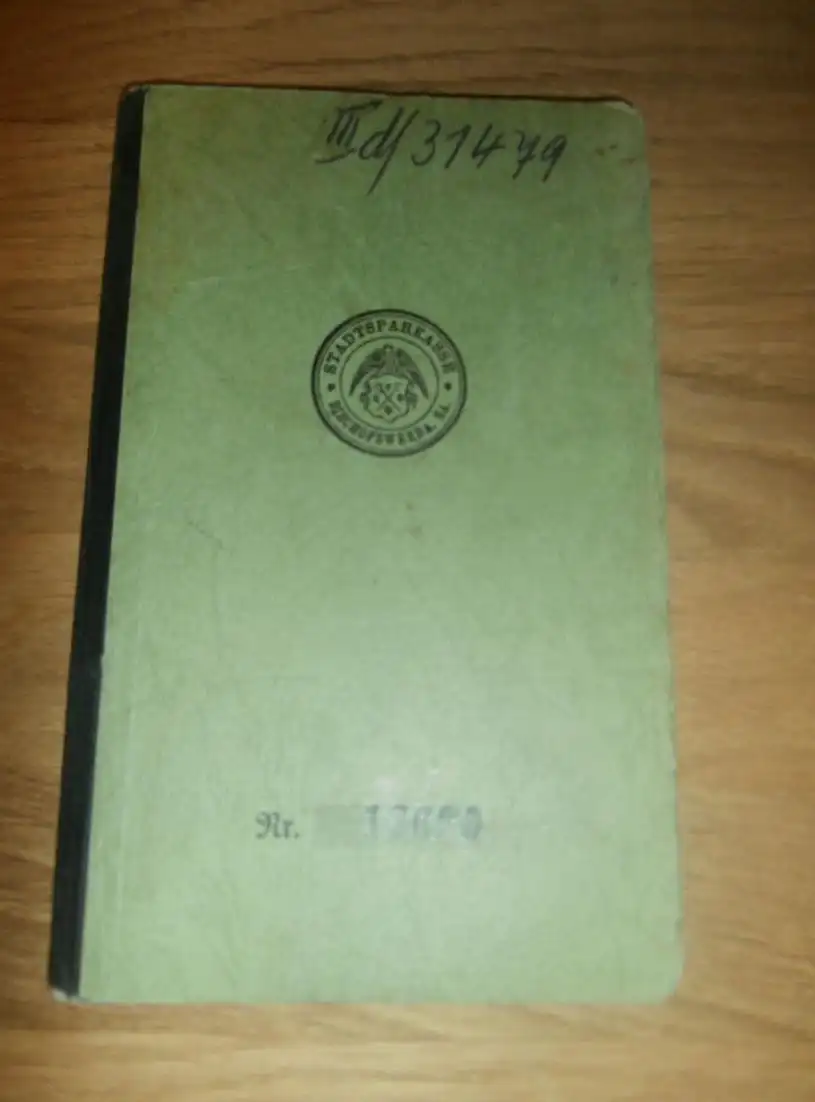 III d/31479
STADTSPARKASSE
BISCHOFSWERDA, SA.
Nr.